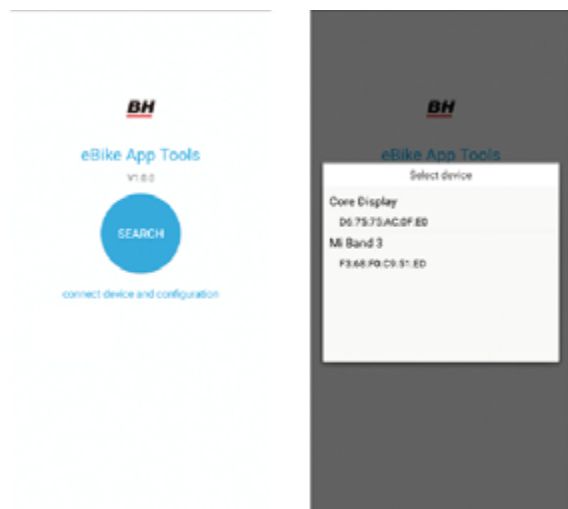 BH
eBike App Tools
V1.8.0
SEARCH
connect device and configuration
BH
eBike App Tools
Select device
Core Display
D6:75:73:AC:0F:ED
Mi Band 3
F3:68:F0:C9:51:ED